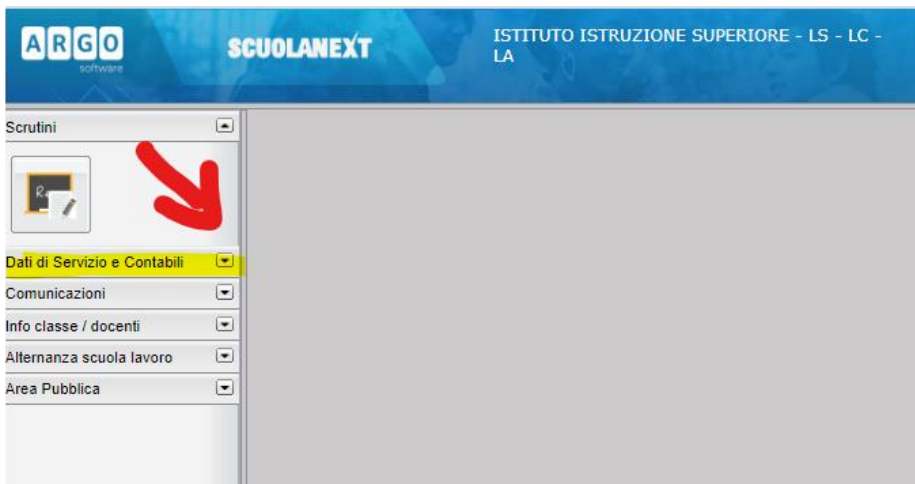 ARGO
software
SCUOLANEXT
ISTITUTO ISTRUZIONE SUPERIORE - LS - LC -
LA
Scrutini
Dati di Servizio e Contabili
Comunicazioni
Info classe / docenti
Alternanza scuola lavoro
Area Pubblica